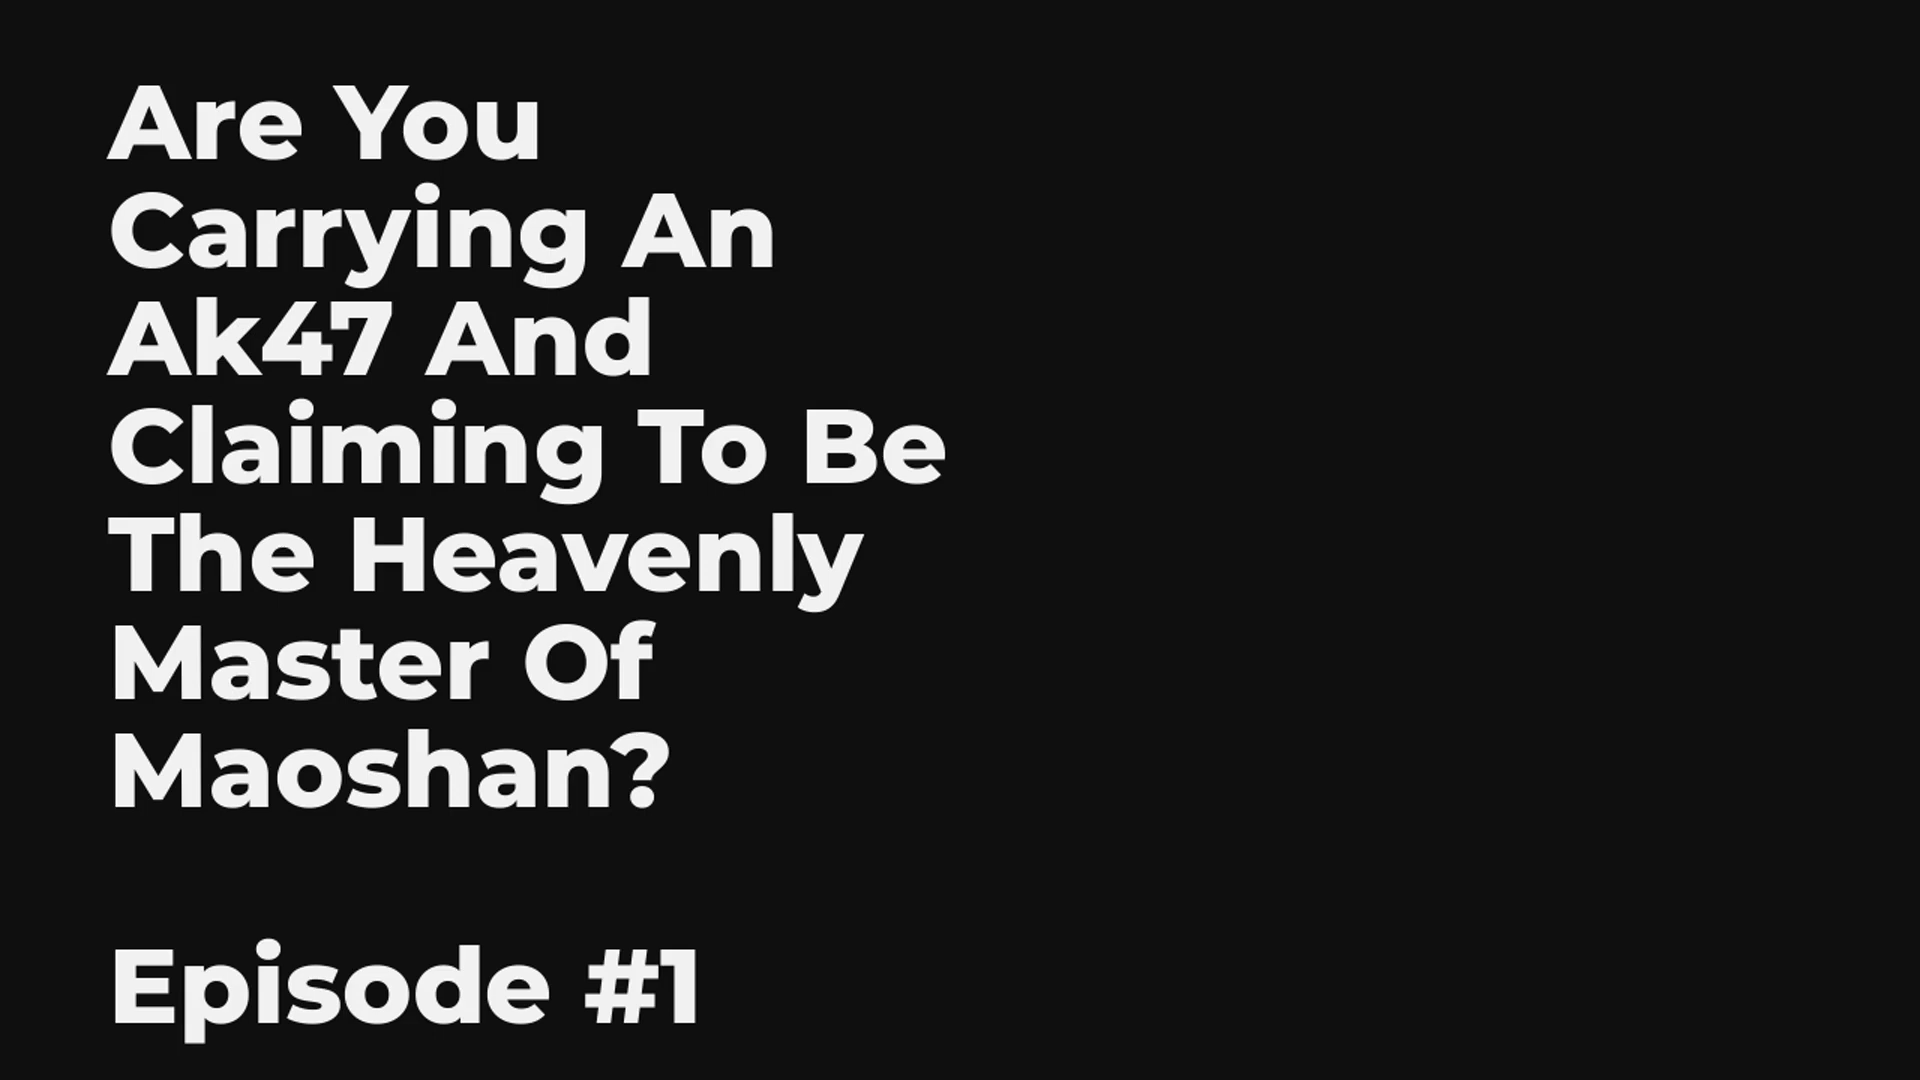 Are You
Carrying An
Ak47 And
Claiming To Be
The Heavenly
Master Of
Maoshan?
Episode #1